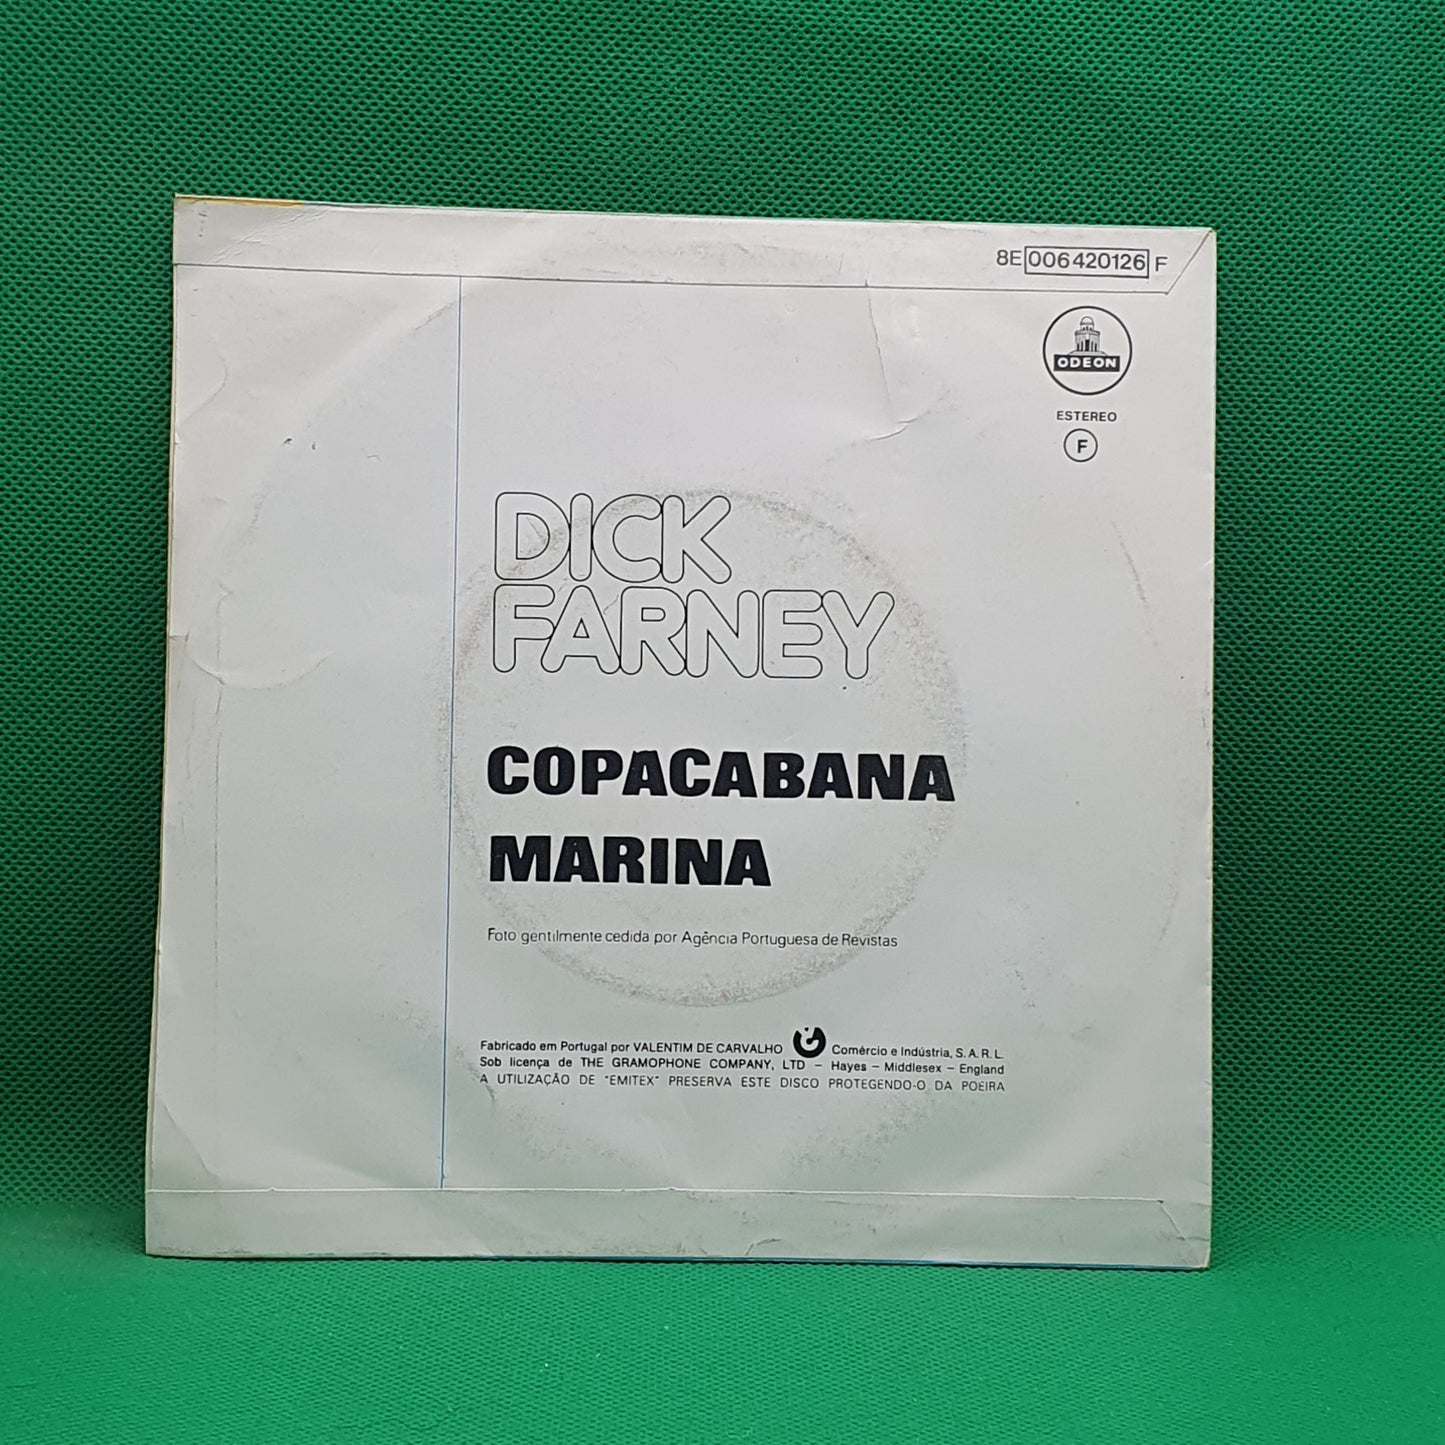 8E 006 420126 F
ODEON
ESTEREO
F
DICK
FARNEY
COPACABANA
MARINA
Foto gentilmente cedida por Agência Portuguesa de Revistas
Fabricado em Portugal por VALENTIM DE CARVALHO Comércio e Indústria, S. A. R. L.
Sob licença de THE GRAMOPHONE COMPANY, LTD – Hayes – Middlesex – England
A UTILIZAÇÃO DE "EMITEX" PRESERVA ESTE DISCO PROTEGENDO-O DA POEIRA